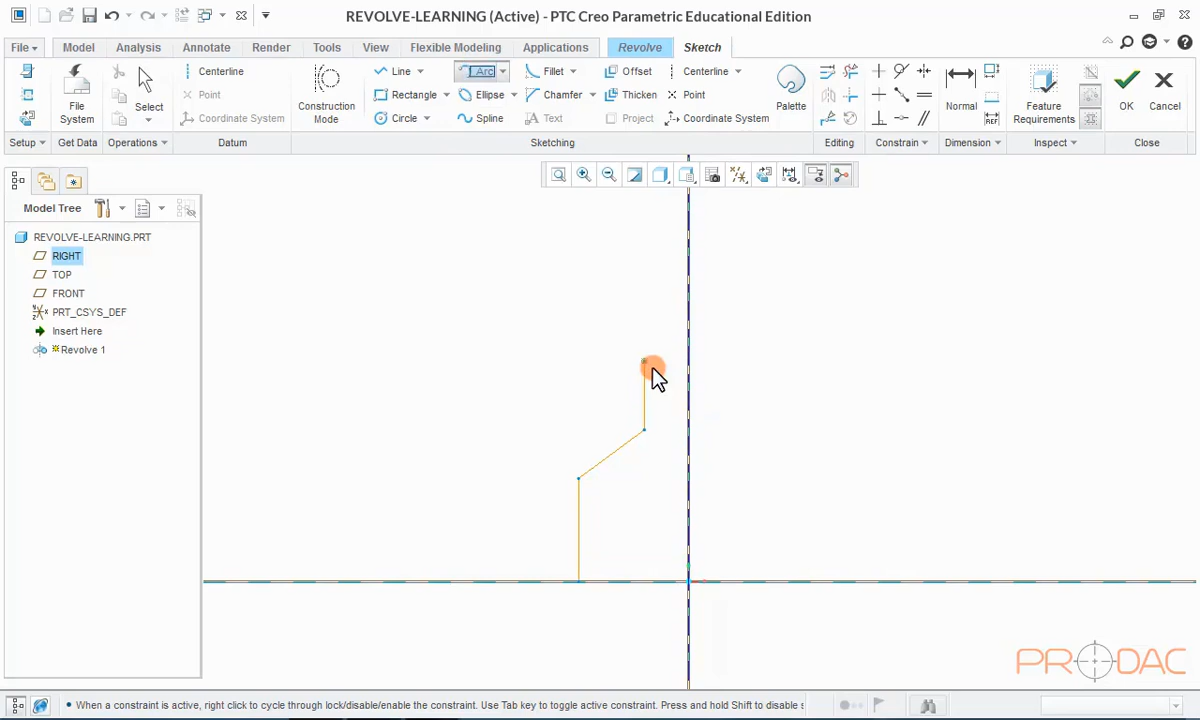 REVOLVE-LEARNING (Active) - PTC Creo Parametric Educational Edition
File Model Analysis Annotate Render Tools View Flexible Modeling Applications Revolve Sketch
Centerline Line Arc Fillet Offset Centerline
Point Rectangle Ellipse Chamfer Thicken Point
Coordinate System Circle Spline Text Project Coordinate System
File System
Select
Construction Mode
Palette
Normal
REF
Feature Requirements
OK
Cancel
Setup Get Data Operations Datum Sketching Editing Constrain Dimension Inspect Close
Model Tree
REVOLVE-LEARNING.PRT
RIGHT
TOP
FRONT
PRT_CSYS_DEF
Insert Here
Revolve 1
PRODAC
When a constraint is active, right click to cycle through lock/disable/enable the constraint. Use Tab key to toggle active constraint. Press and hold Shift to disable s